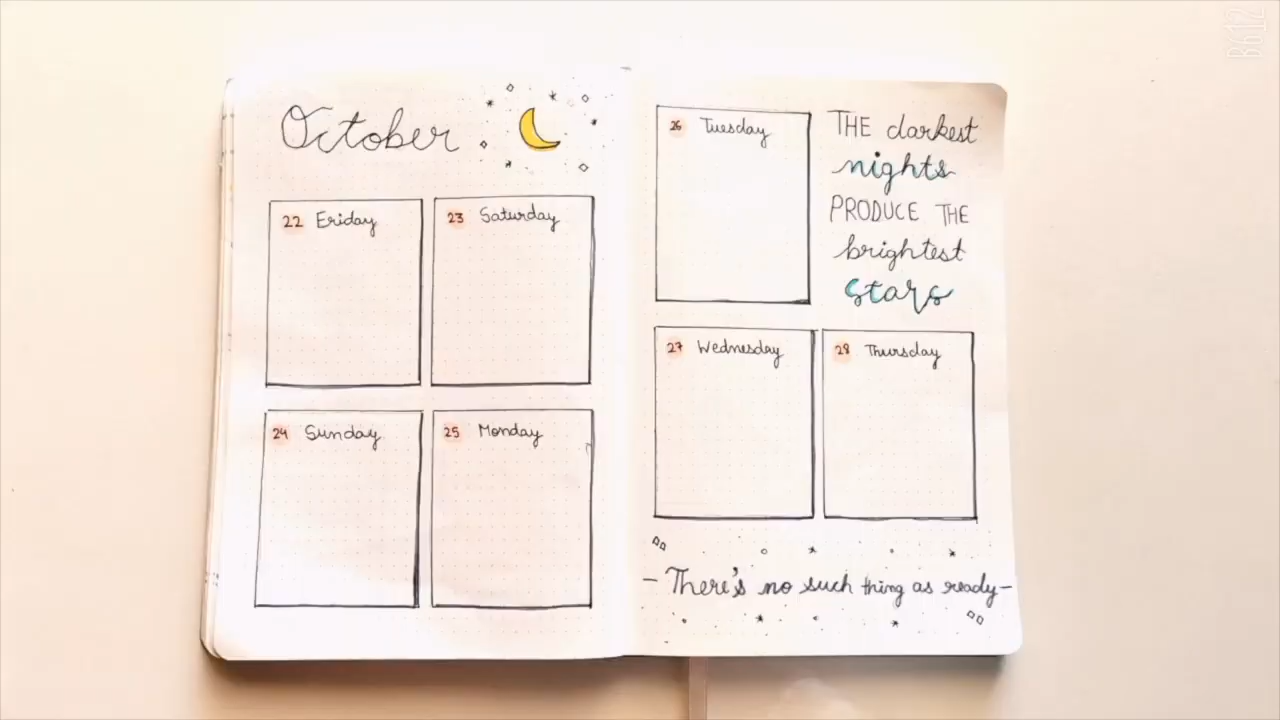 October
22 Friday
23 Saturday
24 Sunday
25 Monday
26 Tuesday
THE darkest
nights
PRODUCE THE
brightest
stars
27 Wednesday
28 Thursday
- There's no such thing as ready-
B612